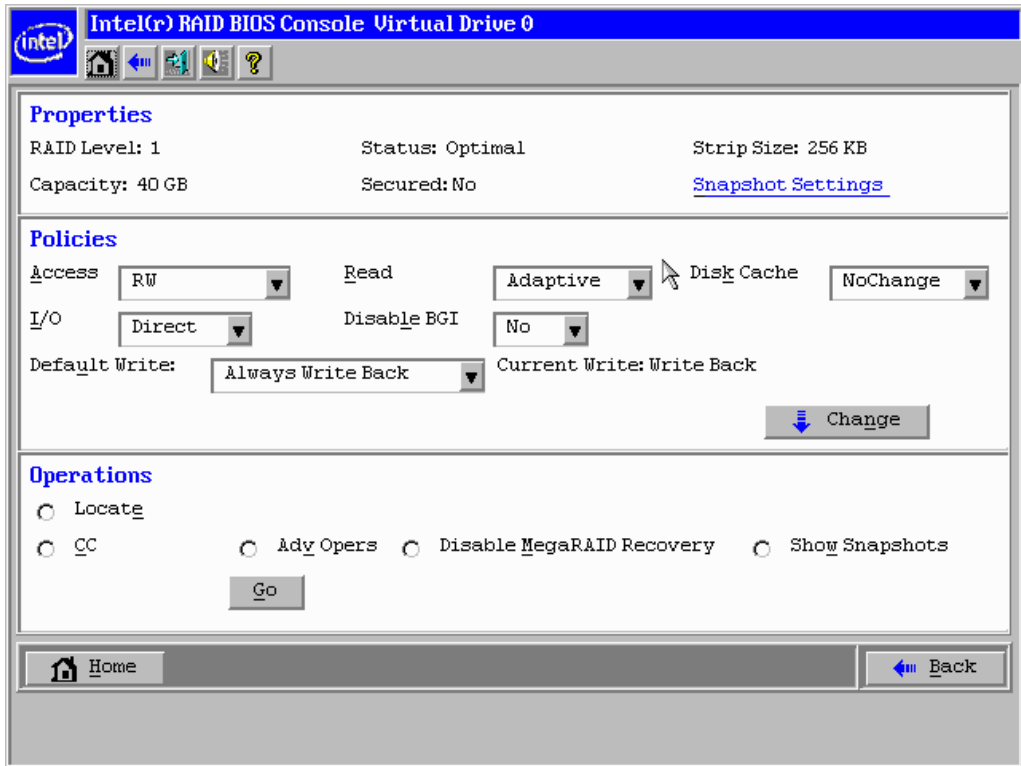 intel
Intel(r) RAID BIOS Console Virtual Drive 0
?
Properties
RAID Level: 1 Status: Optimal Strip Size: 256 KB
Capacity: 40 GB Secured: No Snapshot Settings
Policies
Access RW Read Adaptive Disk Cache NoChange
I/O Direct Disable BGI No
Default Write: Always Write Back Current Write: Write Back
Change
Operations
Locate
CC Adv Opers Disable MegaRAID Recovery Show Snapshots
Go
Home Back